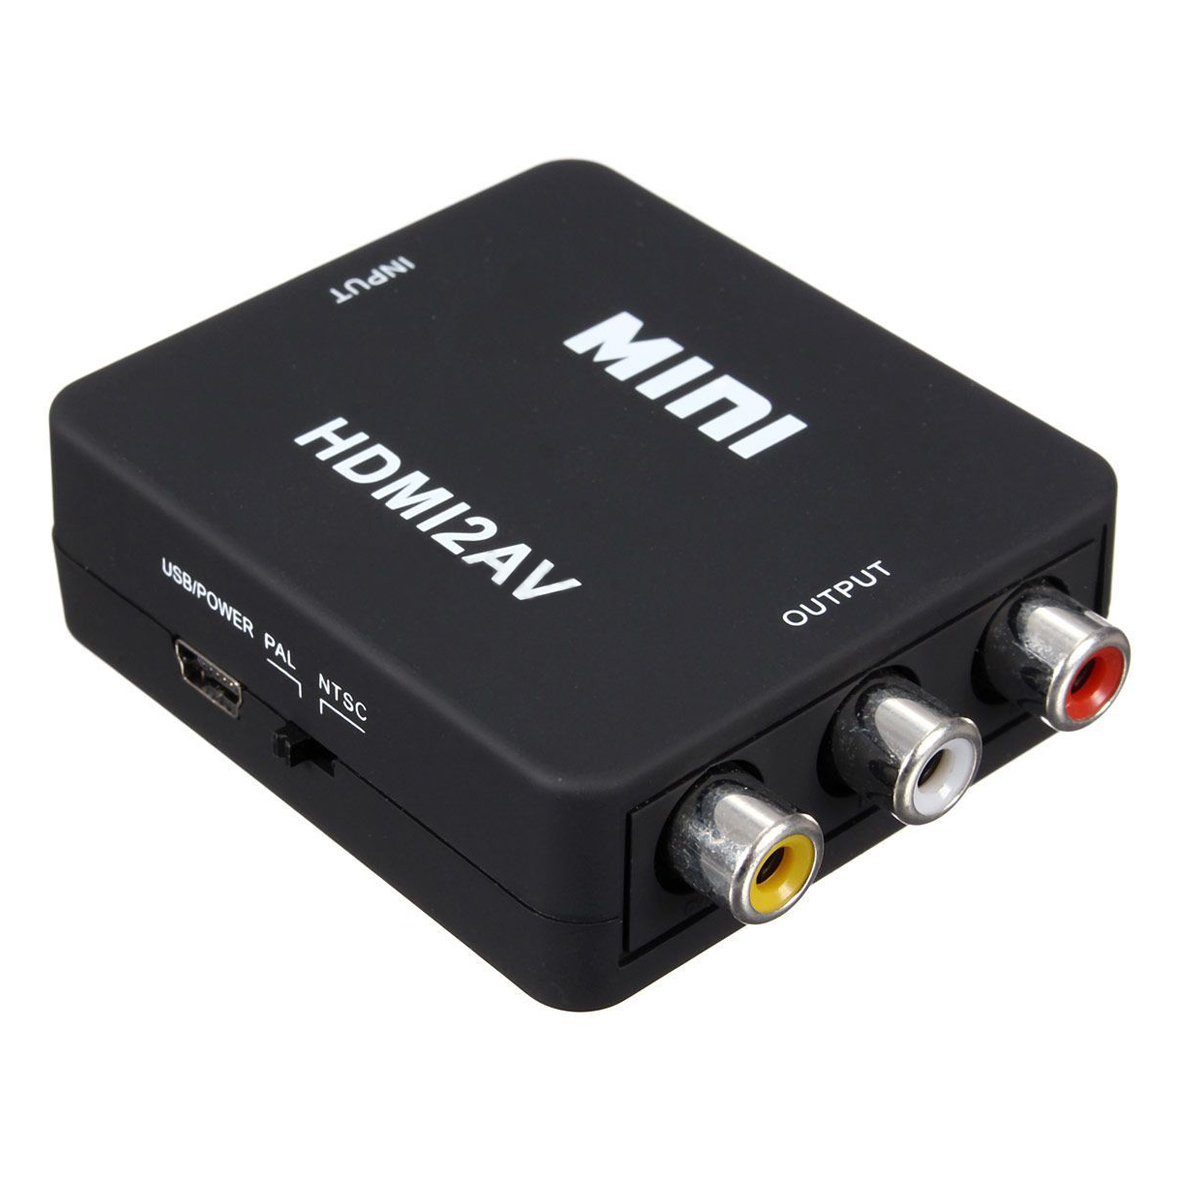 INPUT
MINI
HDMI2AV
OUTPUT
USB/POWER
PAL
NTSC